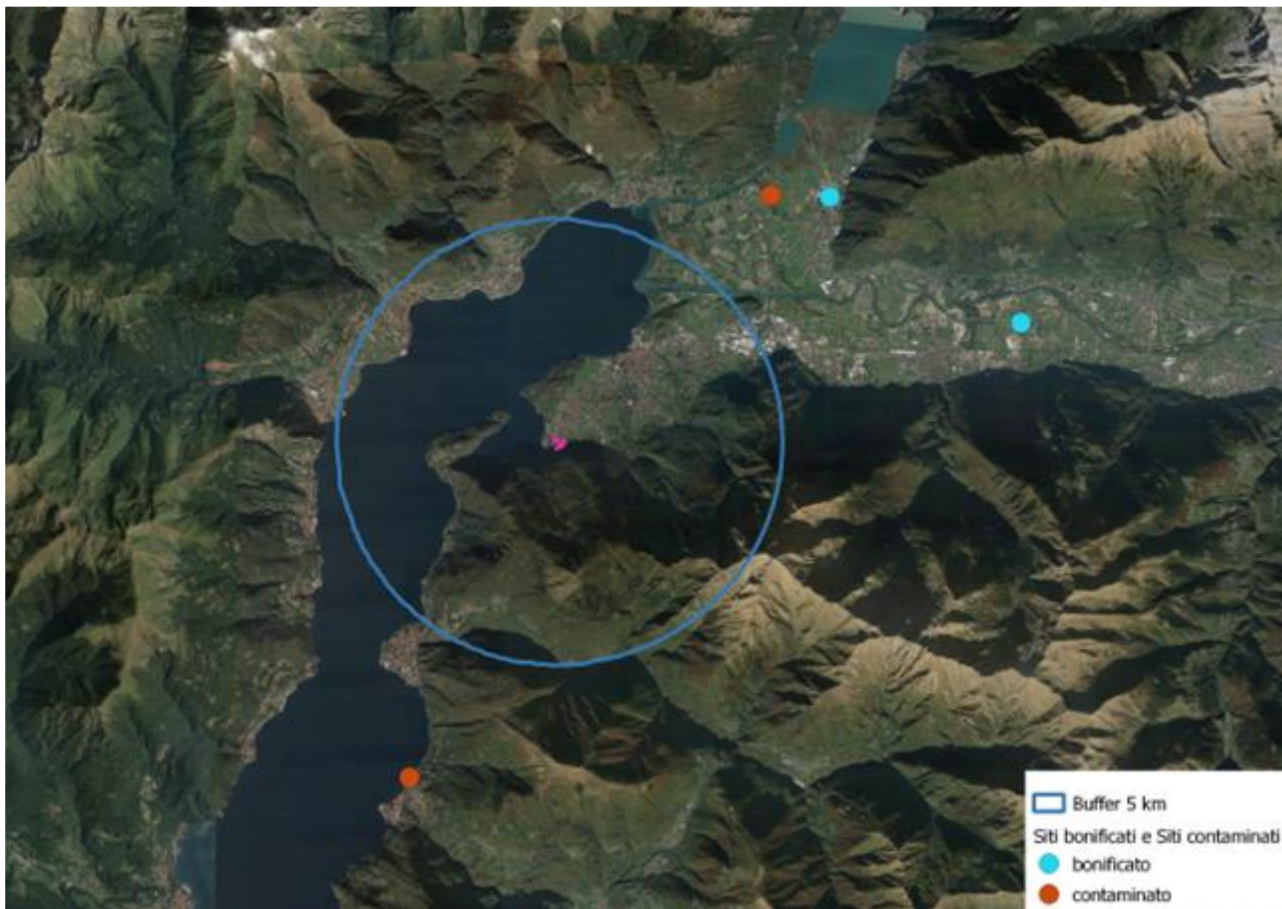 Buffer 5 km
Siti bonificati e Siti contaminati
bonificato
contaminato